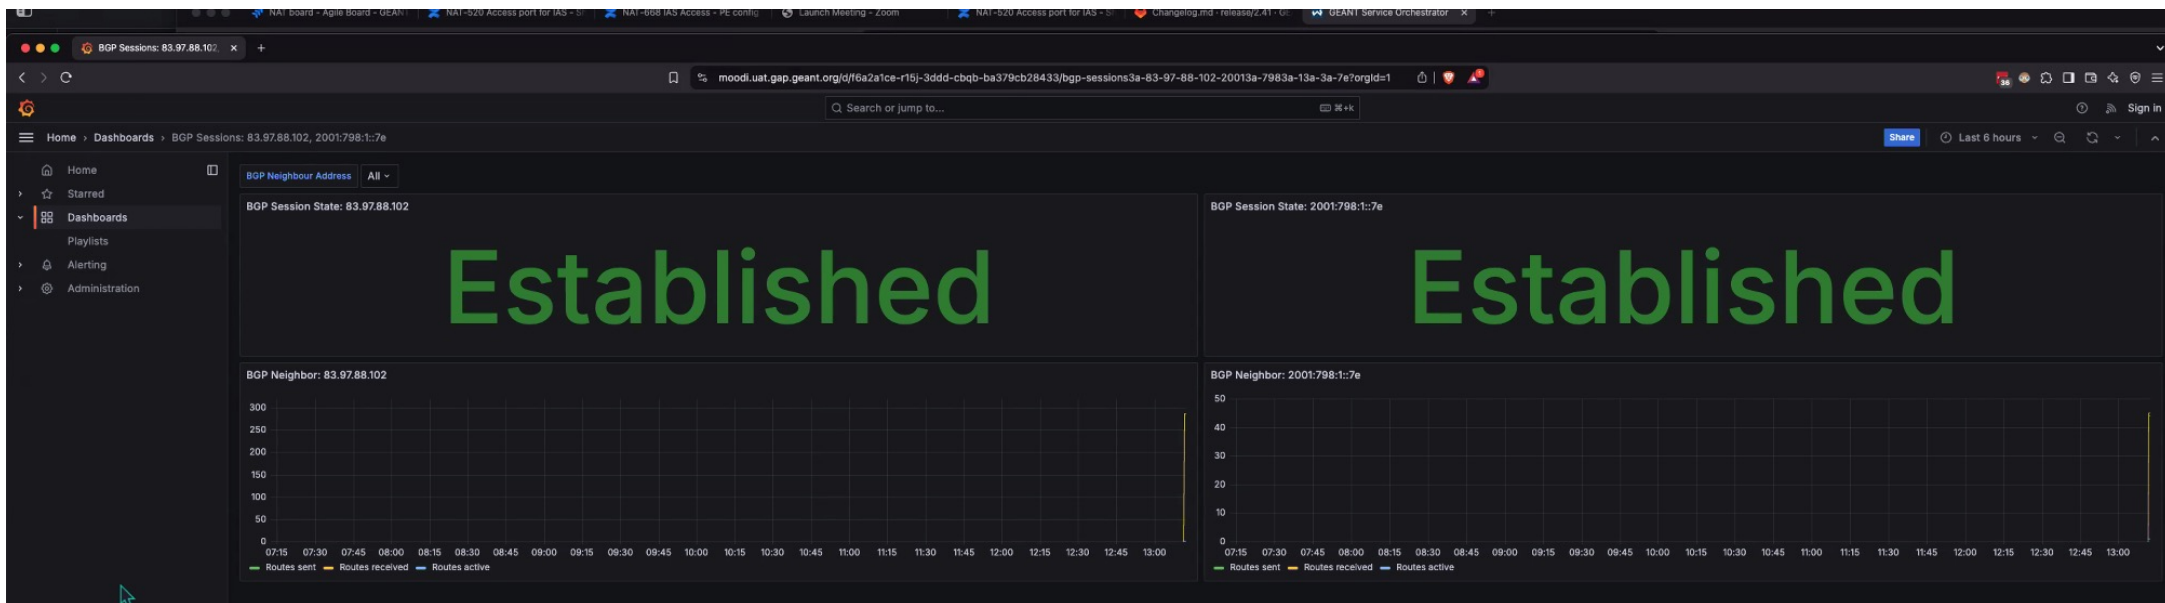 NAT board - Agile Board - GEANT
NAT-520 Access port for IAS - S
NAT-668 IAS Access - PE config
Launch Meeting - Zoom
NAT-520 Access port for IAS - S
Changelog.md · release/2.41 · GE
GEANT Service Orchestrator
BGP Sessions: 83.97.88.102,
moodi.uat.gap.geant.org/d/f6a2a1ce-r15j-3ddd-cbqb-ba379cb28433/bgp-sessions3a-83-97-88-102-20013a-7983a-13a-3a-7e?orgId=1
36
Search or jump to...
⌘+k
Sign in
Home › Dashboards › BGP Sessions: 83.97.88.102, 2001:798:1::7e
Share
Last 6 hours
Home
Starred
Dashboards
Playlists
Alerting
Administration
BGP Neighbour Address All
BGP Session State: 83.97.88.102
Established
BGP Session State: 2001:798:1::7e
Established
BGP Neighbor: 83.97.88.102
300
250
200
150
100
50
0
07:15 07:30 07:45 08:00 08:15 08:30 08:45 09:00 09:15 09:30 09:45 10:00 10:15 10:30 10:45 11:00 11:15 11:30 11:45 12:00 12:15 12:30 12:45 13:00
Routes sent Routes received Routes active
BGP Neighbor: 2001:798:1::7e
50
40
30
20
10
0
07:15 07:30 07:45 08:00 08:15 08:30 08:45 09:00 09:15 09:30 09:45 10:00 10:15 10:30 10:45 11:00 11:15 11:30 11:45 12:00 12:15 12:30 12:45 13:00
Routes sent Routes received Routes active